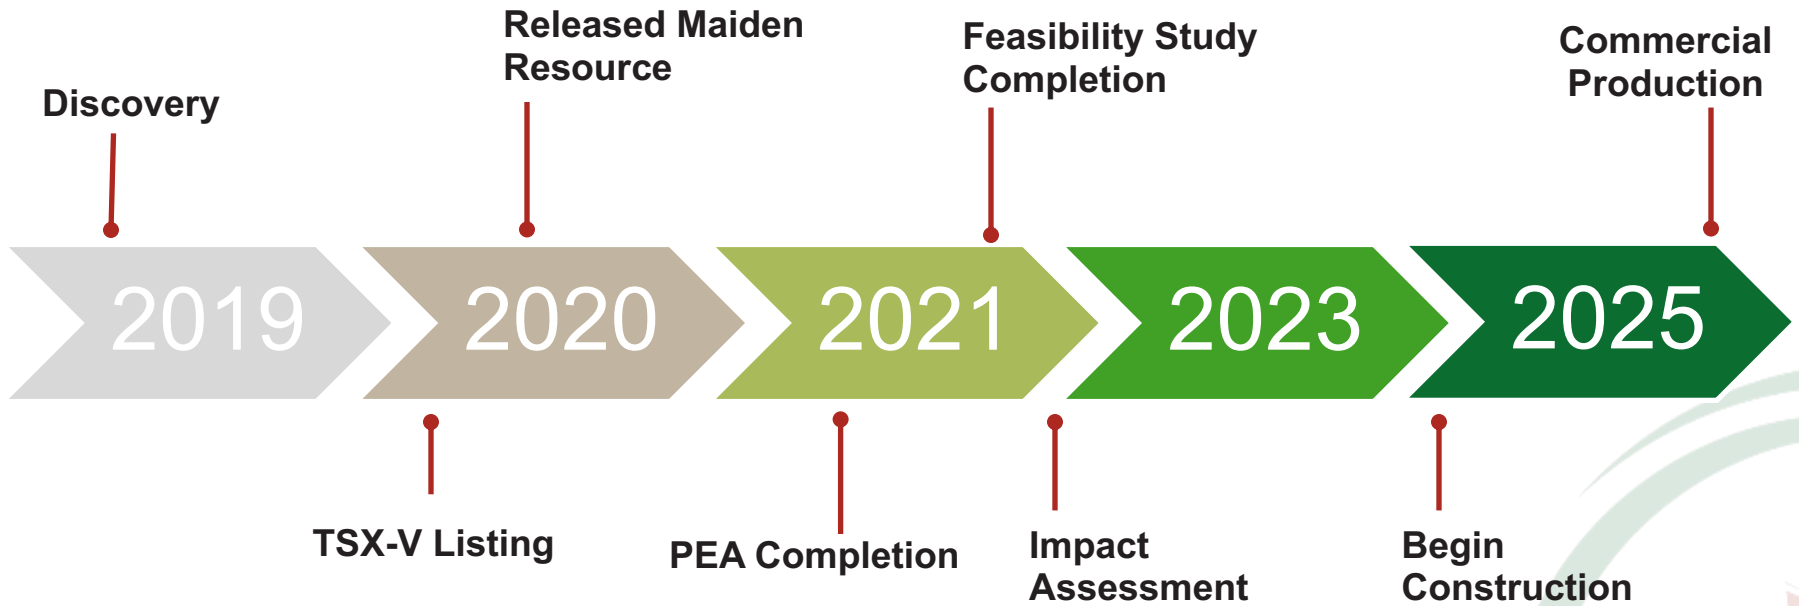 Released Maiden
Resource
Feasibility Study
Completion
Commercial
Production
Discovery
2019
2020
2021
2023
2025
TSX-V Listing
PEA Completion
Impact
Assessment
Begin
Construction